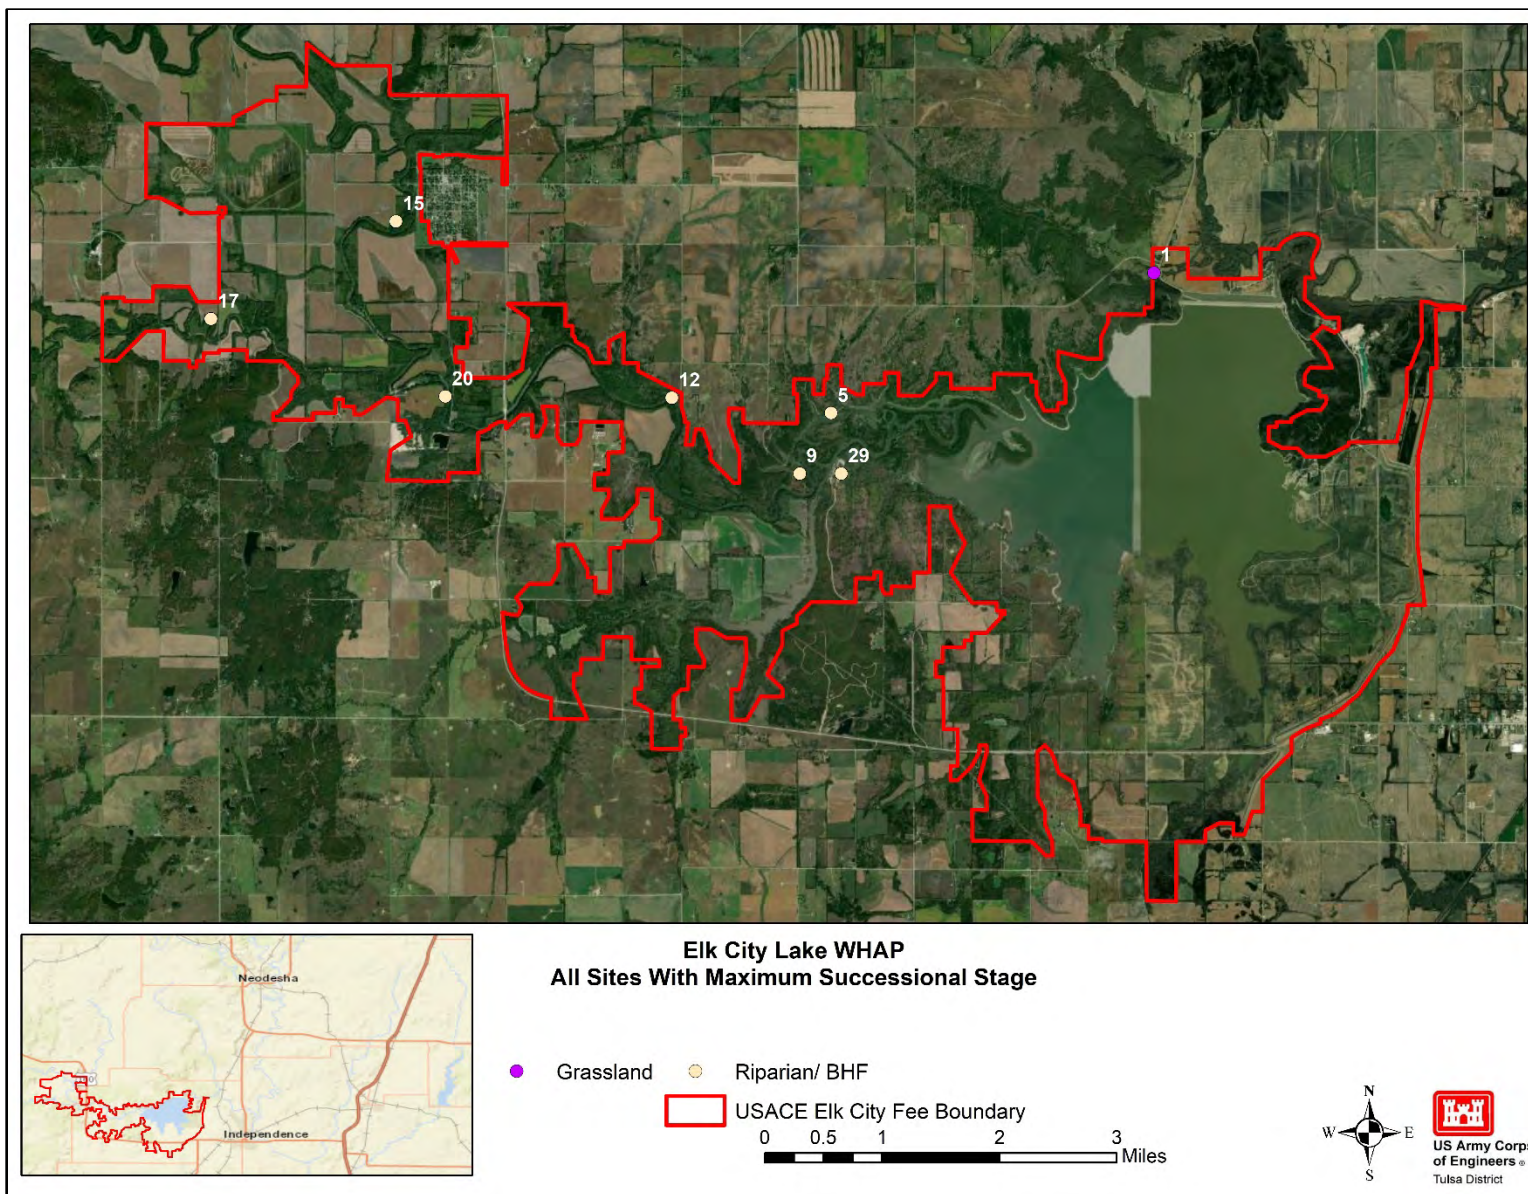 1
15
17
20
12
5
9
29
Neodesha
Independence
Elk City Lake WHAP
All Sites With Maximum Successional Stage
Grassland
Riparian/ BHF
USACE Elk City Fee Boundary
0 0.5 1 2 3
Miles
N
W E
S
US Army Corps
of Engineers ®
Tulsa District